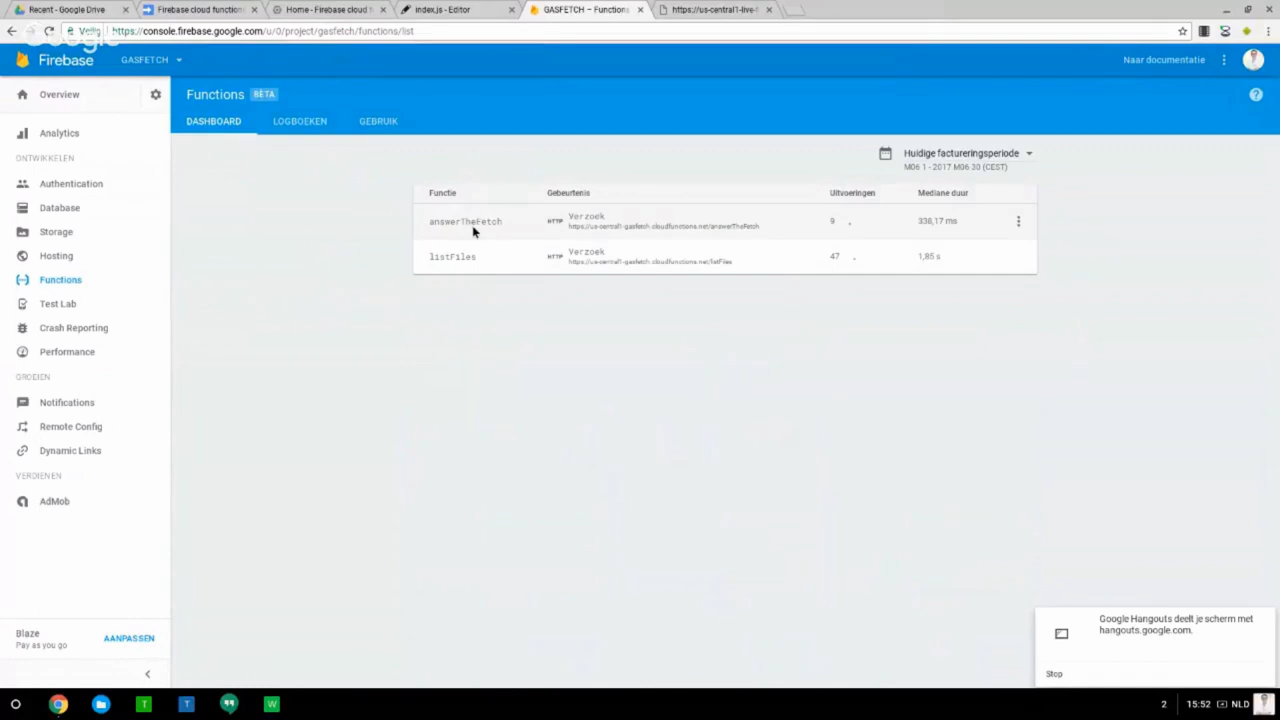 Recent - Google Drive
Firebase cloud function
Home - Firebase cloud f
index.js - Editor
GASFETCH – Functions
https://us-central1-live-
Veilig
https://console.firebase.google.com/u/0/project/gasfetch/functions/list
Google
Firebase
GASFETCH
Naar documentatie
Overview
Functions BÈTA
DASHBOARD LOGBOEKEN GEBRUIK
Analytics
ONTWIKKELEN
Authentication
Database
Storage
Hosting
Functions
Test Lab
Crash Reporting
Performance
GROEIEN
Notifications
Remote Config
Dynamic Links
VERDIENEN
AdMob
Blaze
Pay as you go
AANPASSEN
Huidige factureringsperiode
M06 1 - 2017 M06 30 (CEST)
Functie Gebeurtenis Uitvoeringen Mediane duur
answerTheFetch HTTP Verzoek 9 338,17 ms
https://us-central1-gasfetch.cloudfunctions.net/answerTheFetch
listFiles HTTP Verzoek 47 1,85 s
https://us-central1-gasfetch.cloudfunctions.net/listFiles
Google Hangouts deelt je scherm met
hangouts.google.com.
Stop
T T W
2 15:52 NLD